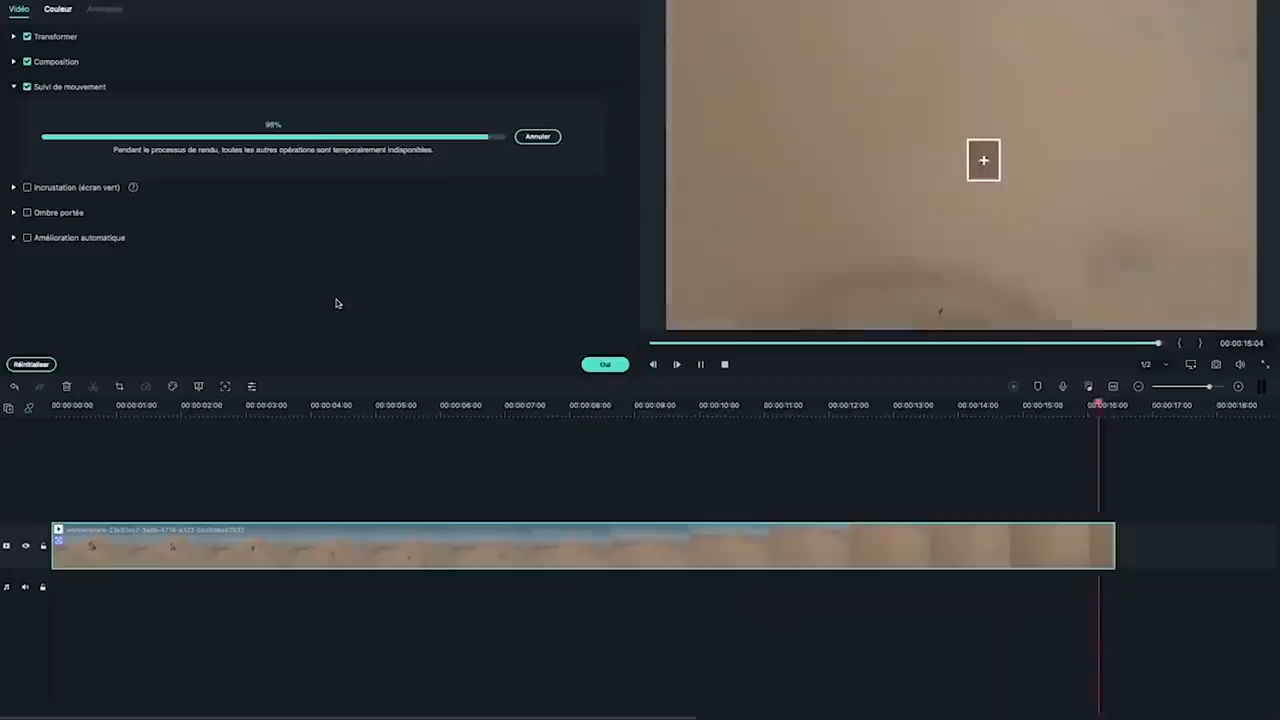 Vidéo Couleur Animation
Transformer
Composition
Suivi de mouvement
96%
Annuler
Pendant le processus de rendu, toutes les autres opérations sont temporairement indisponibles.
Incrustation (écran vert) ?
Ombre portée
Amélioration automatique
00:00:15:04
Réinitialiser Oui 1/2
00:00:00:00 00:00:01:00 00:00:02:00 00:00:03:00 00:00:04:00 00:00:05:00 00:00:06:00 00:00:07:00 00:00:08:00 00:00:09:00 00:00:10:00 00:00:11:00 00:00:12:00 00:00:13:00 00:00:14:00 00:00:15:00 00:00:16:00 00:00:17:00 00:00:18:00